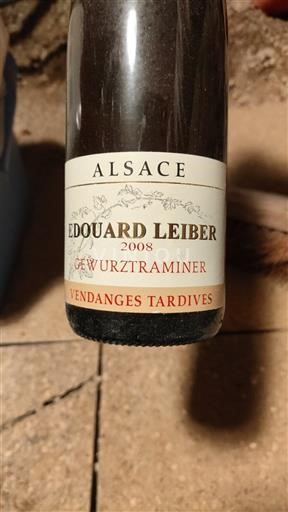 ALSACE
EDOUARD LEIBER
2008
GEWURZTRAMINER
VENDANGES TARDIVES